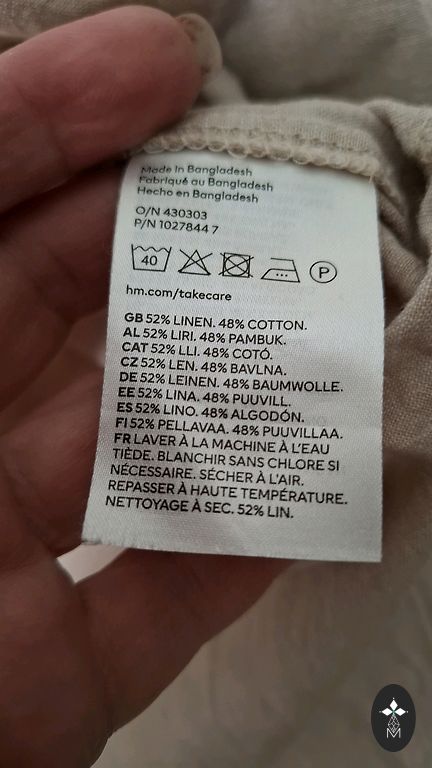 Made in Bangladesh
Fabriqué au Bangladesh
Hecho en Bangladesh
O/N 430303
P/N 1027844 7
40
P
hm.com/takecare
GB 52% LINEN. 48% COTTON.
AL 52% LIRI. 48% PAMBUK.
CAT 52% LLI. 48% COTÓ.
CZ 52% LEN. 48% BAVLNA.
DE 52% LEINEN. 48% BAUMWOLLE.
EE 52% LINA. 48% PUUVILL.
ES 52% LINO. 48% ALGODÓN.
FI 52% PELLAVAA. 48% PUUVILLAA.
FR LAVER À LA MACHINE À L'EAU
TIÈDE. BLANCHIR SANS CHLORE SI
NÉCESSAIRE. SÉCHER À L'AIR.
REPASSER À HAUTE TEMPÉRATURE.
NETTOYAGE À SEC. 52% LIN.
M